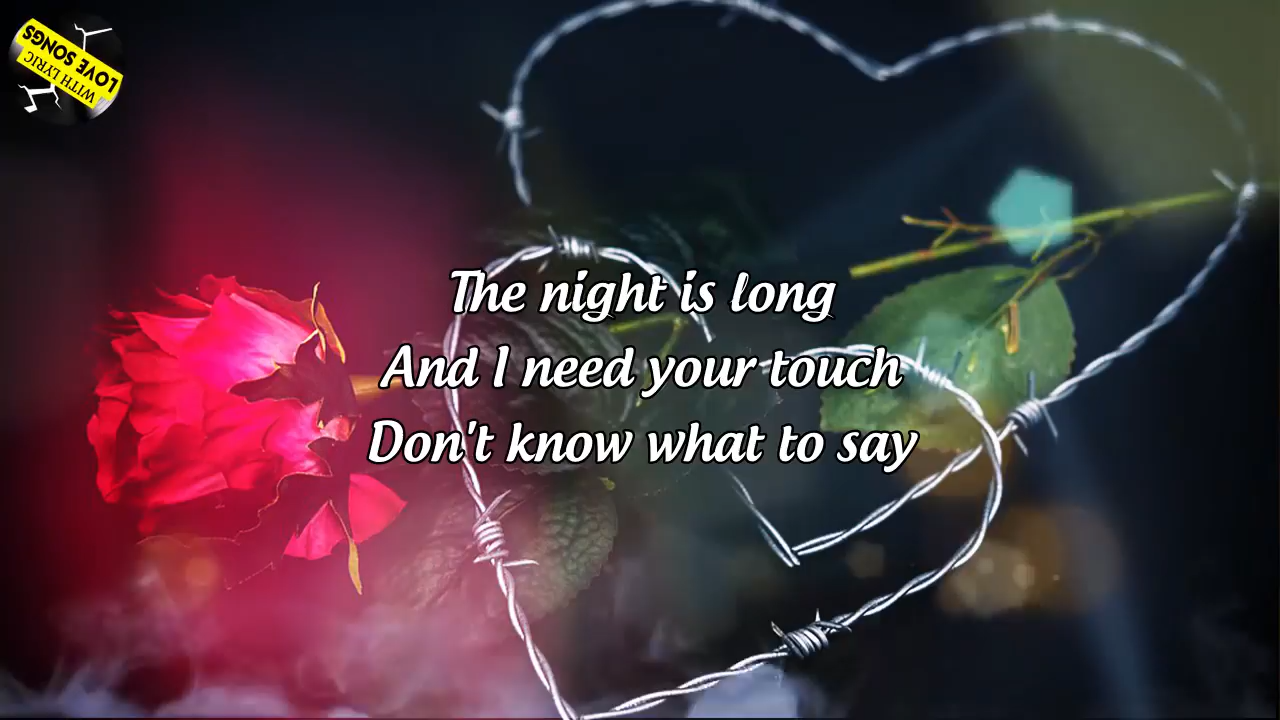 LOVE SONGS
WITH LYRIC
The night is long
And I need your touch
Don't know what to say